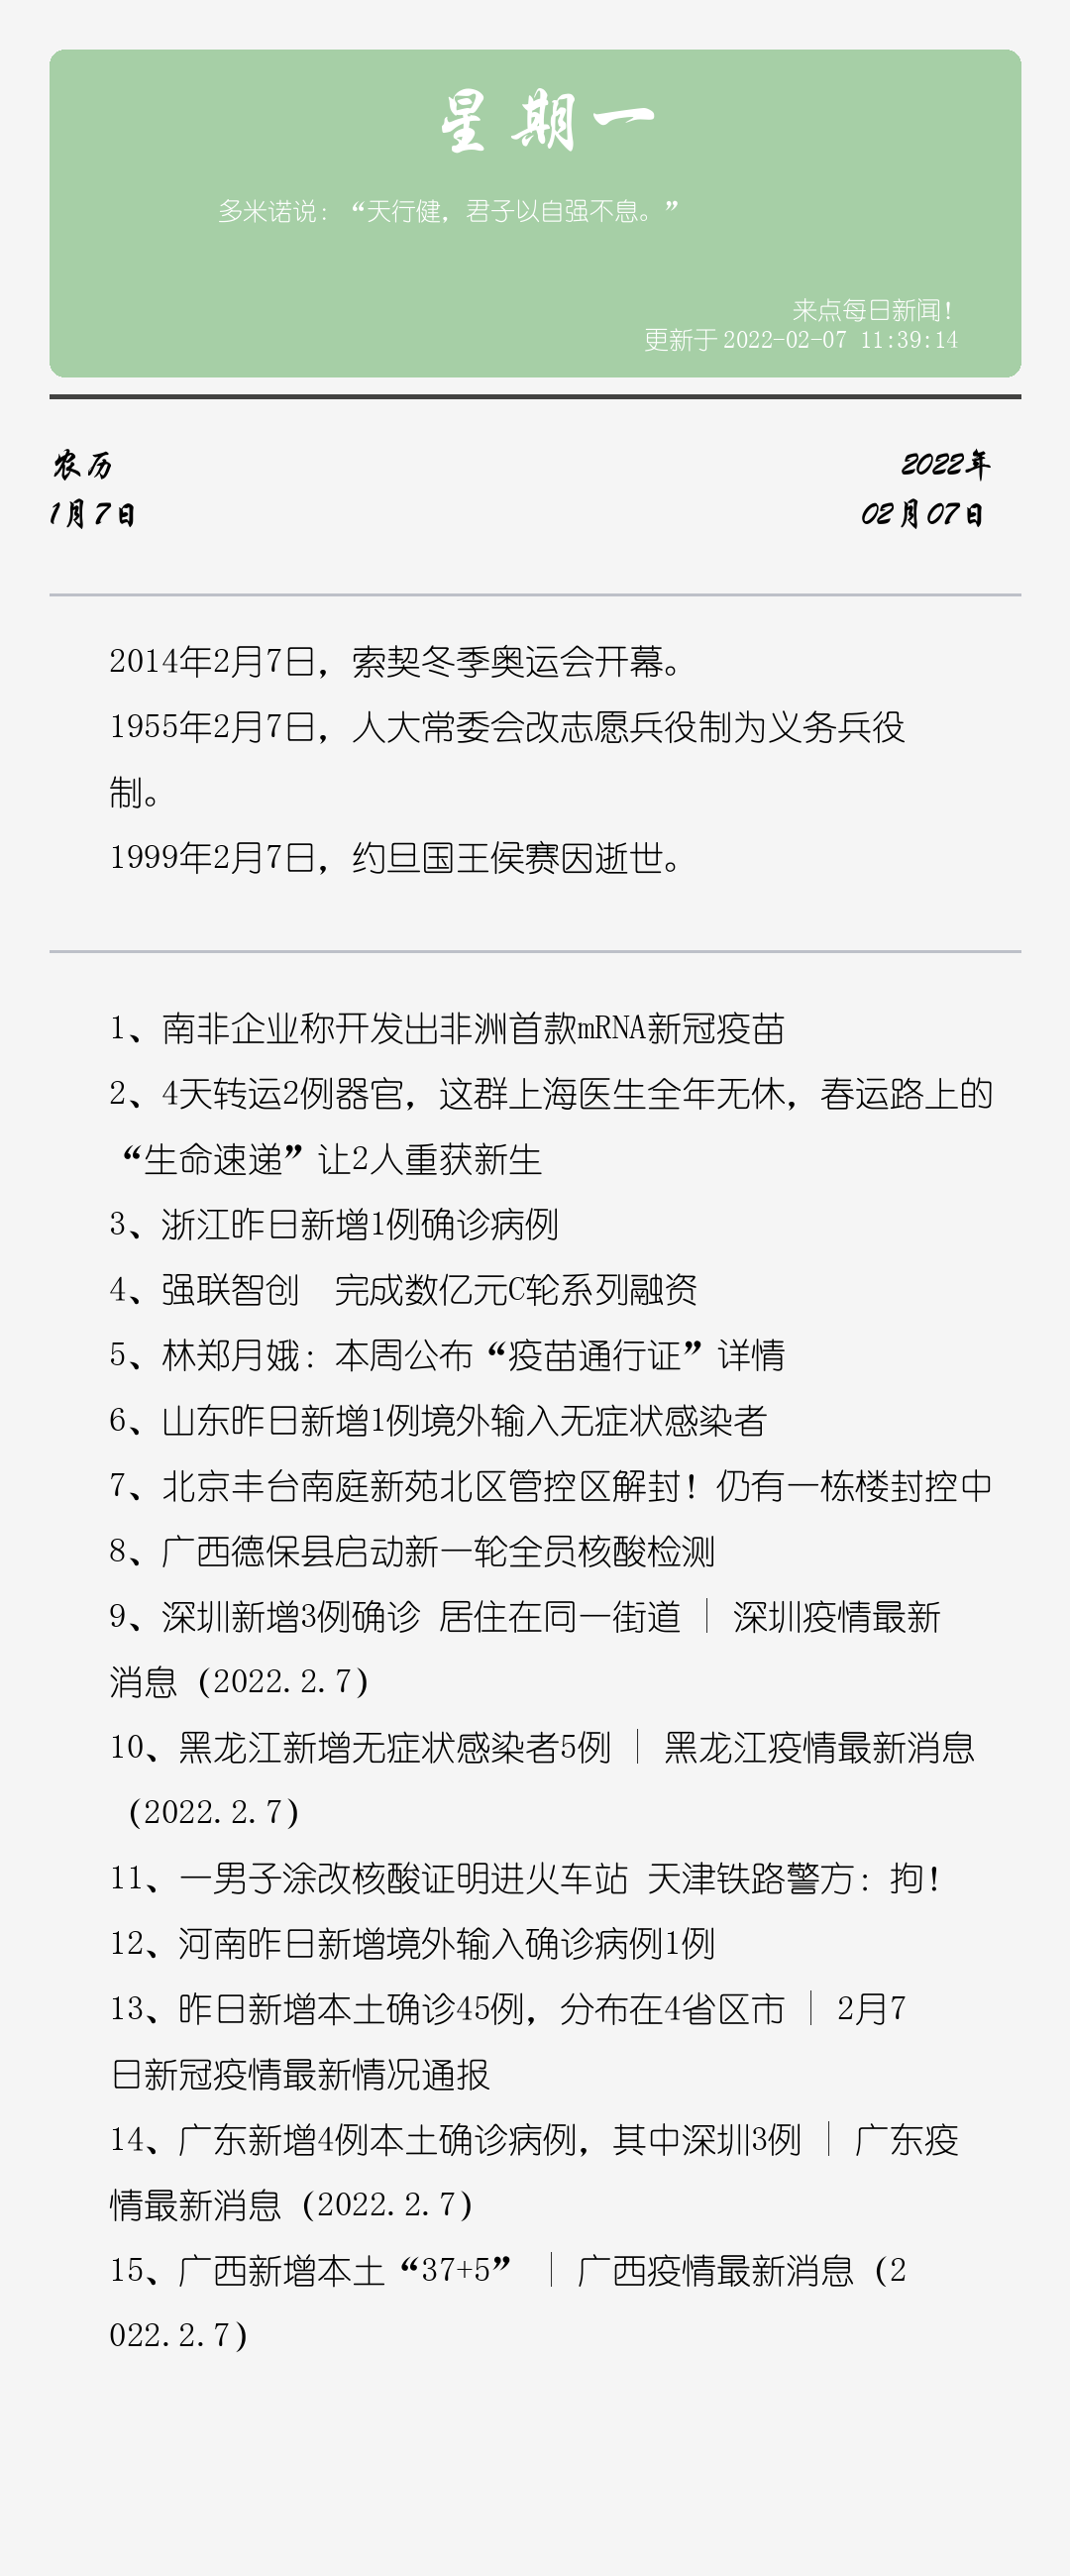 星期一
多米诺说：“天行健，君子以自强不息。”
来点每日新闻！
更新于 2022-02-07 11:39:14
农历
2022年
1月7日
02月07日
2014年2月7日，索契冬季奥运会开幕。
1955年2月7日，人大常委会改志愿兵役制为义务兵役
制。
1999年2月7日，约旦国王侯赛因逝世。
1、南非企业称开发出非洲首款mRNA新冠疫苗
2、4天转运2例器官，这群上海医生全年无休，春运路上的
“生命速递”让2人重获新生
3、浙江昨日新增1例确诊病例
4、强联智创　完成数亿元C轮系列融资
5、林郑月娥：本周公布“疫苗通行证”详情
6、山东昨日新增1例境外输入无症状感染者
7、北京丰台南庭新苑北区管控区解封！仍有一栋楼封控中
8、广西德保县启动新一轮全员核酸检测
9、深圳新增3例确诊 居住在同一街道｜深圳疫情最新
消息（2022.2.7）
10、黑龙江新增无症状感染者5例｜黑龙江疫情最新消息
（2022.2.7）
11、一男子涂改核酸证明进火车站 天津铁路警方：拘！
12、河南昨日新增境外输入确诊病例1例
13、昨日新增本土确诊45例，分布在4省区市｜2月7
日新冠疫情最新情况通报
14、广东新增4例本土确诊病例，其中深圳3例｜广东疫
情最新消息（2022.2.7）
15、广西新增本土“37+5”｜广西疫情最新消息（2
022.2.7）